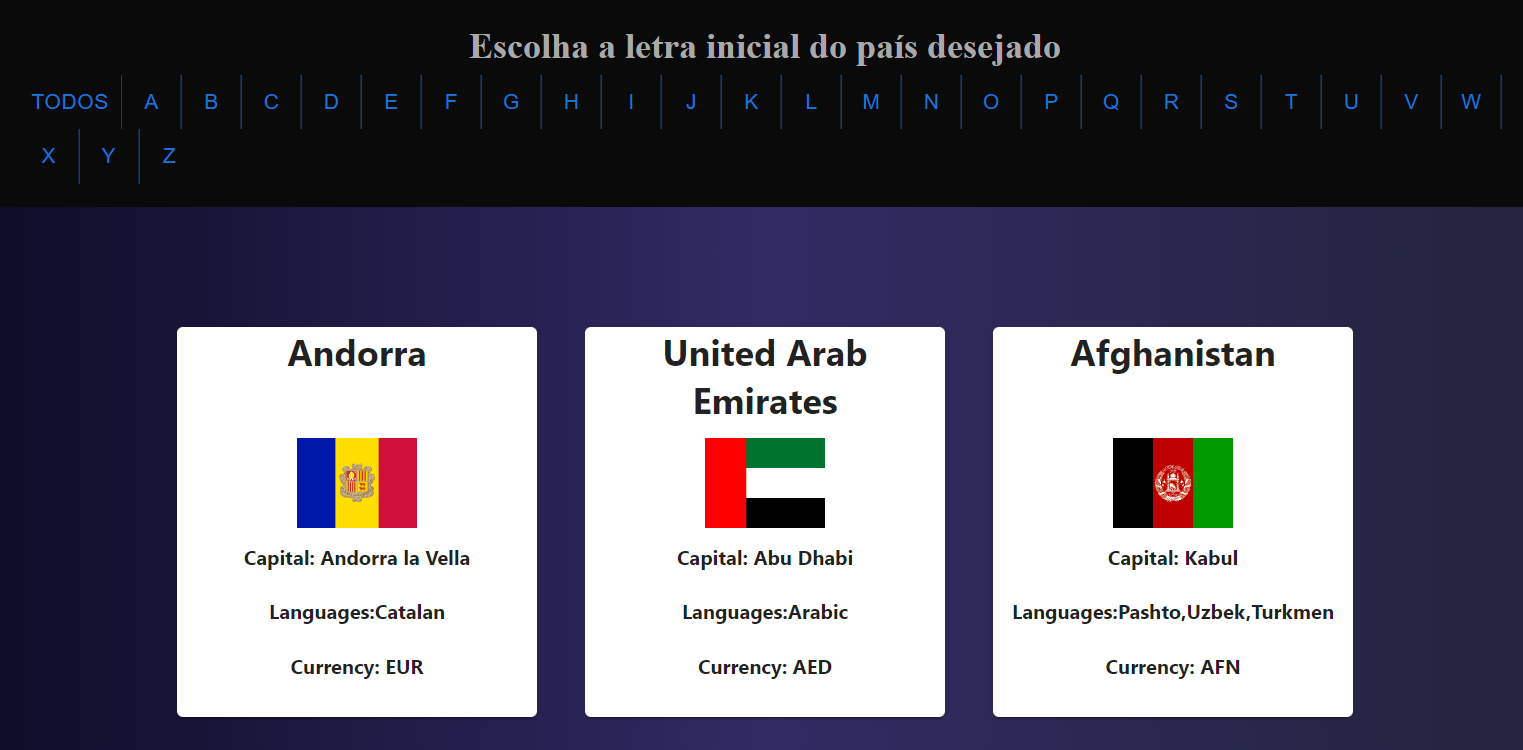 Escolha a letra inicial do país desejado
TODOS A B C D E F G H I J K L M N O P Q R S T U V W
X Y Z
Andorra
Capital: Andorra la Vella
Languages:Catalan
Currency: EUR
United Arab
Emirates
Capital: Abu Dhabi
Languages:Arabic
Currency: AED
Afghanistan
Capital: Kabul
Languages:Pashto,Uzbek,Turkmen
Currency: AFN